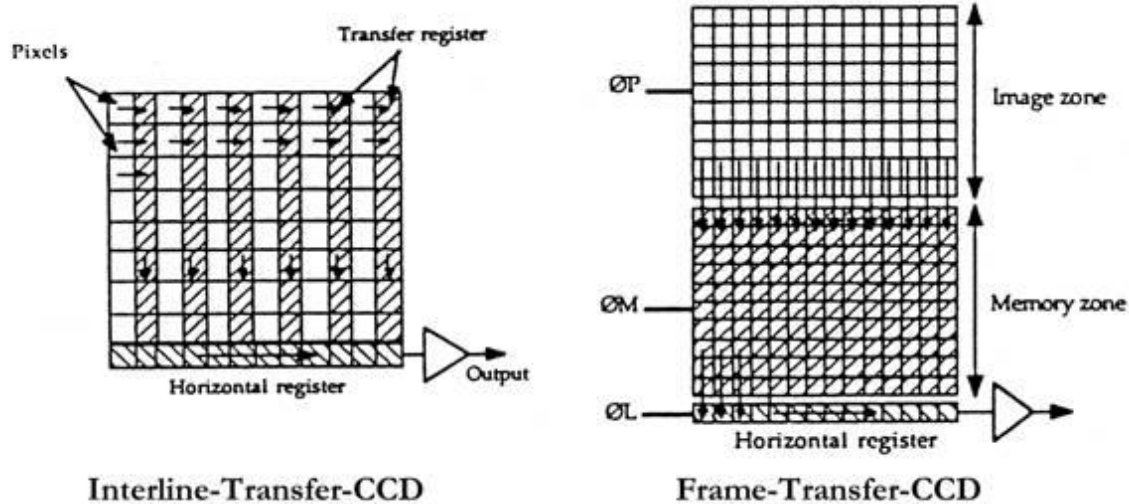 Pixels
Transfer register
Horizontal register
Output
Interline-Transfer-CCD
ØP
Image zone
ØM
Memory zone
ØL
Horizontal register
Frame-Transfer-CCD